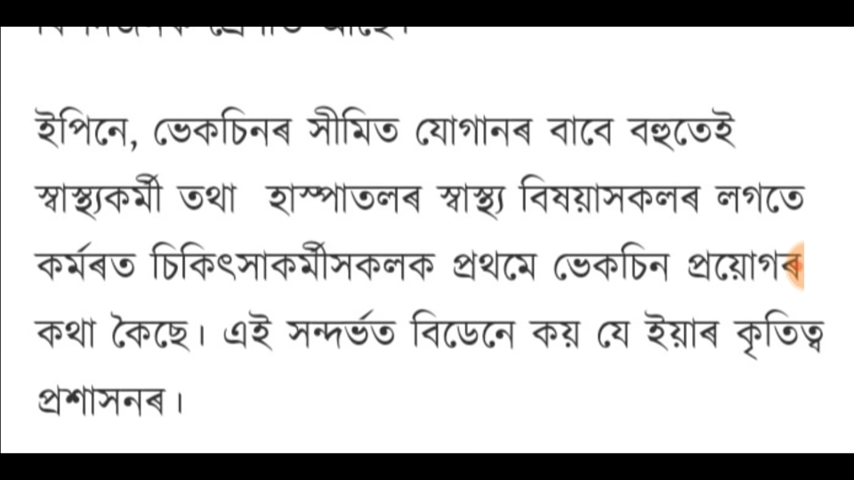 ইপিনে, ভেকচিনৰ সীমিত যোগানৰ বাবে বহুতেই
স্বাস্থ্যকৰ্মী তথা হাস্পাতলৰ স্বাস্থ্য বিষয়াসকলৰ লগতে
কৰ্মৰত চিকিৎসাকৰ্মীসকলক প্ৰথমে ভেকচিন প্ৰয়োগৰ
কথা কৈছে। এই সন্দৰ্ভত বিডেনে কয় যে ইয়াৰ কৃতিত্ব
প্ৰশাসনৰ।